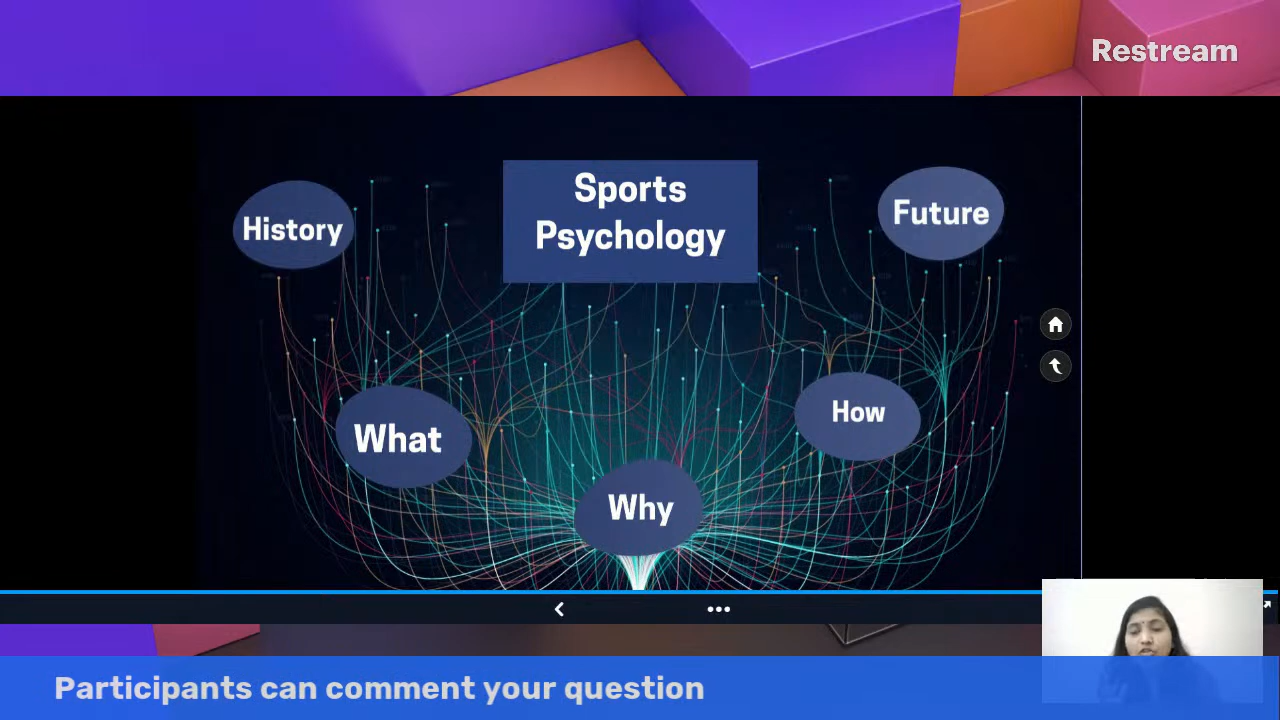 Restream
Sports
Psychology
History
Future
What
How
Why
Participants can comment your question